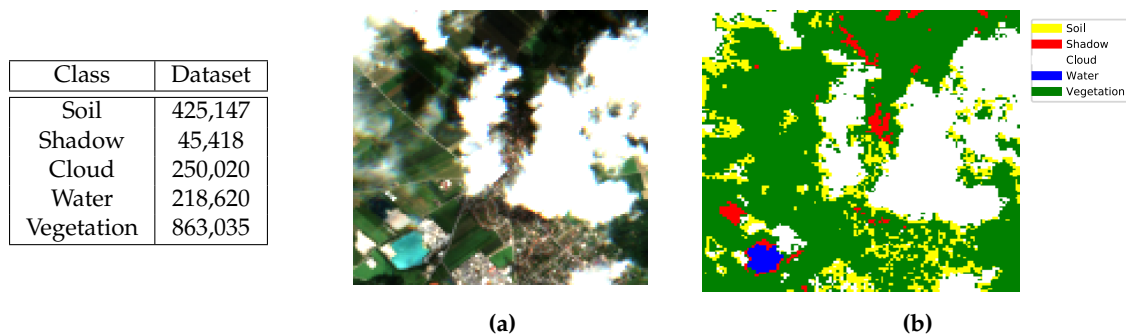 Class Dataset
Soil 425,147
Shadow 45,418
Cloud 250,020
Water 218,620
Vegetation 863,035
Soil
Shadow
Cloud
Water
Vegetation
(a)
(b)